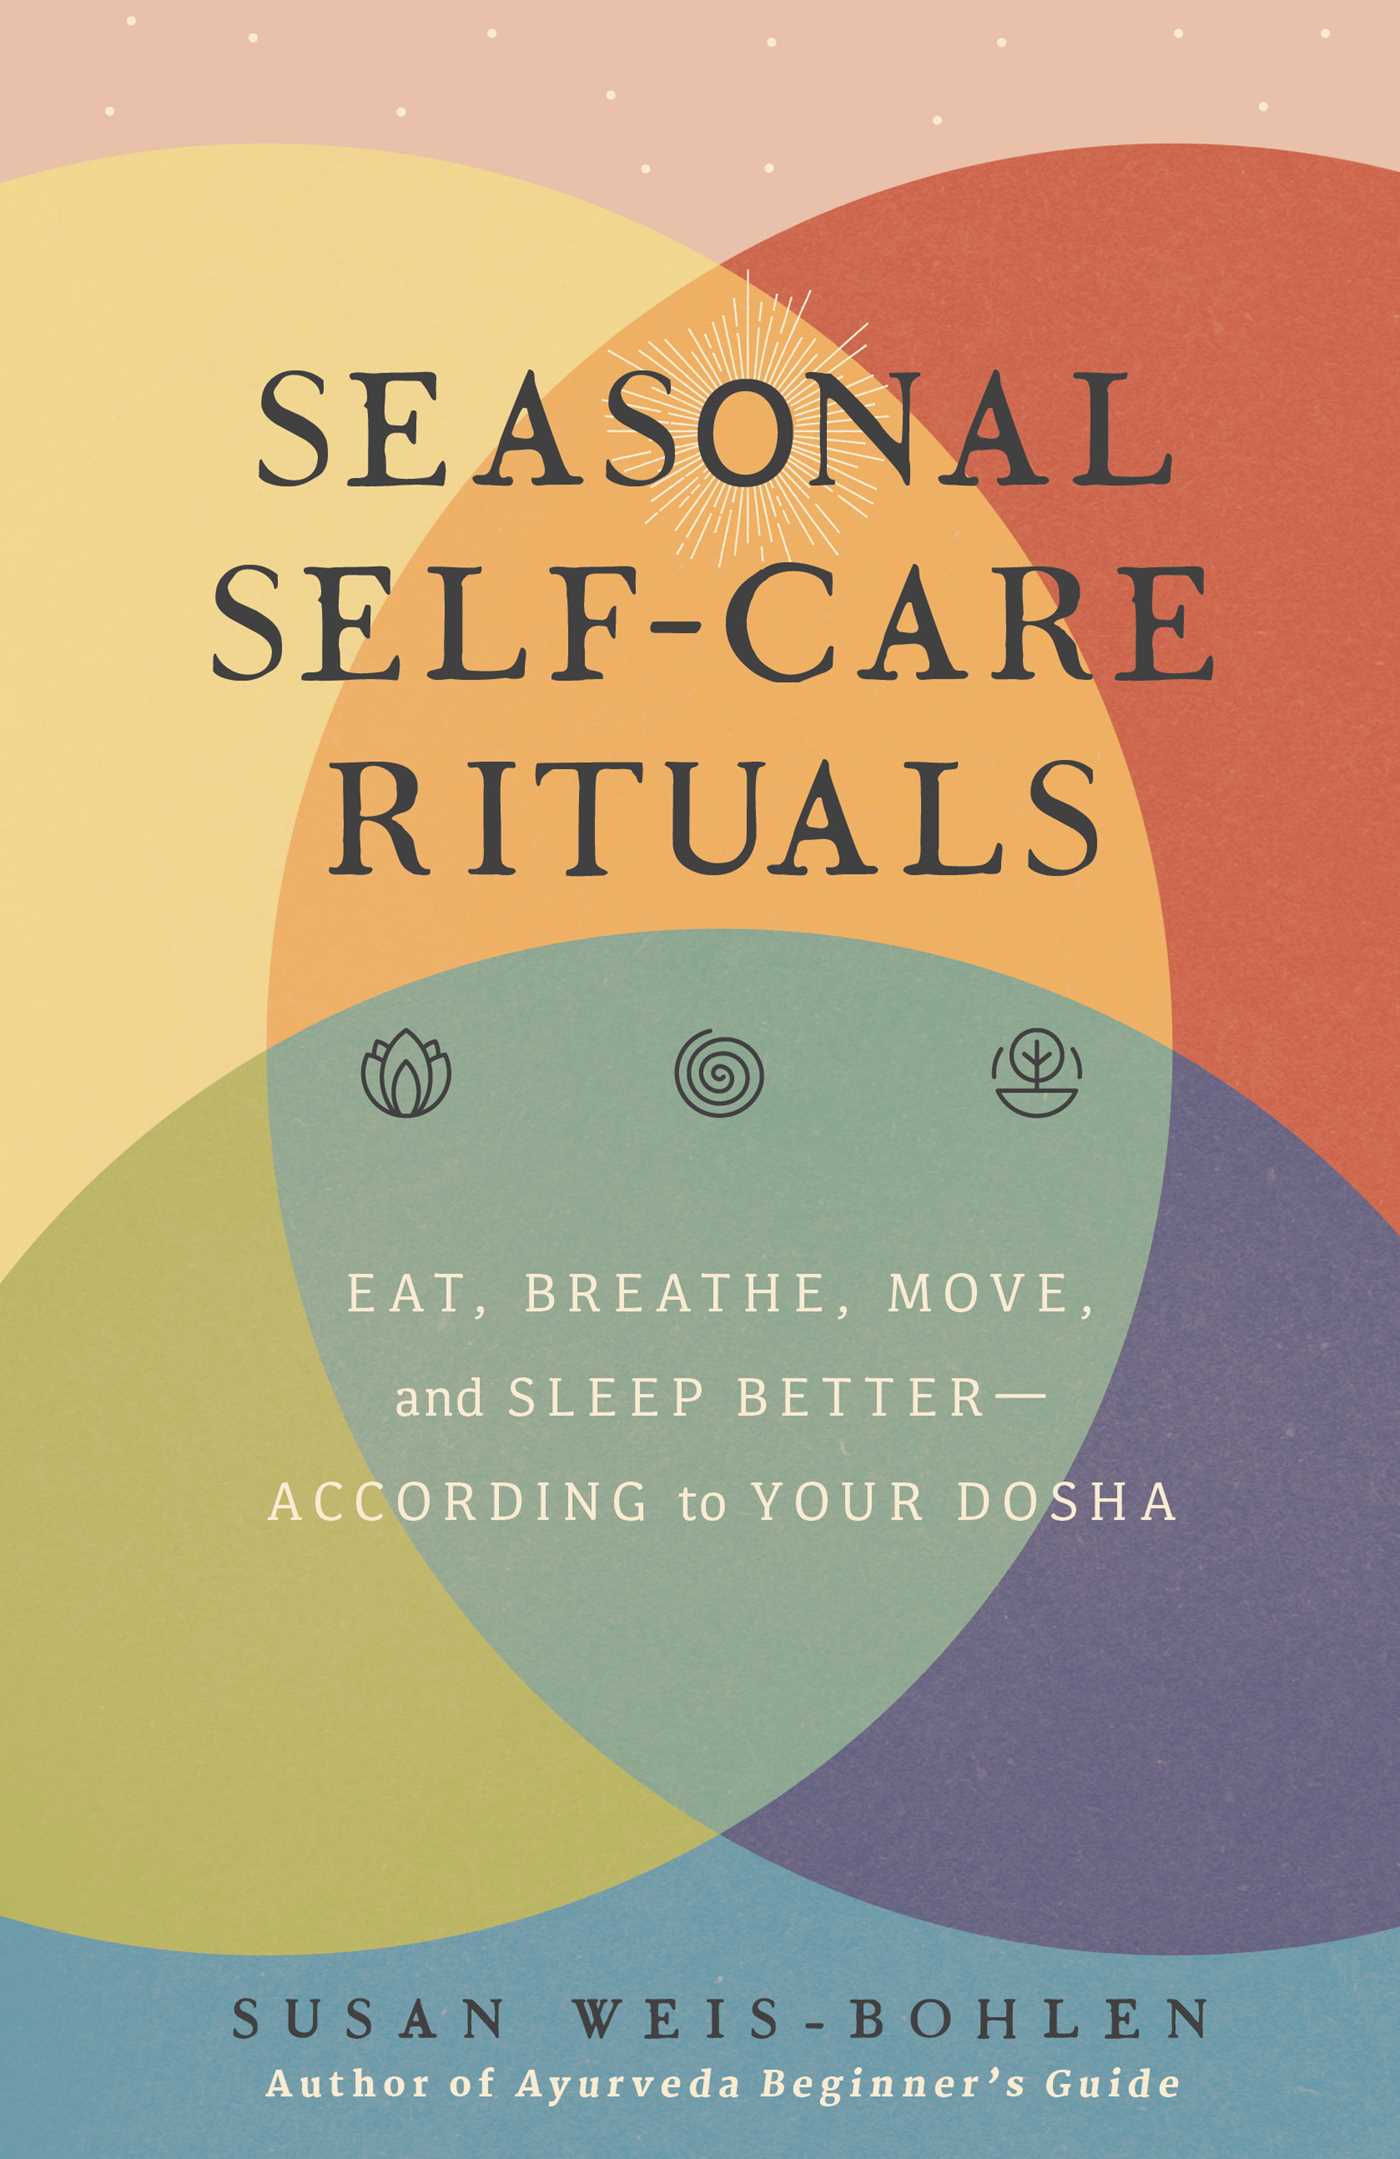 SEASONAL
SELF-CARE
RITUALS
EAT, BREATHE, MOVE,
and SLEEP BETTER—
ACCORDING to YOUR DOSHA
SUSAN WEIS-BOHLEN
Author of Ayurveda Beginner’s Guide